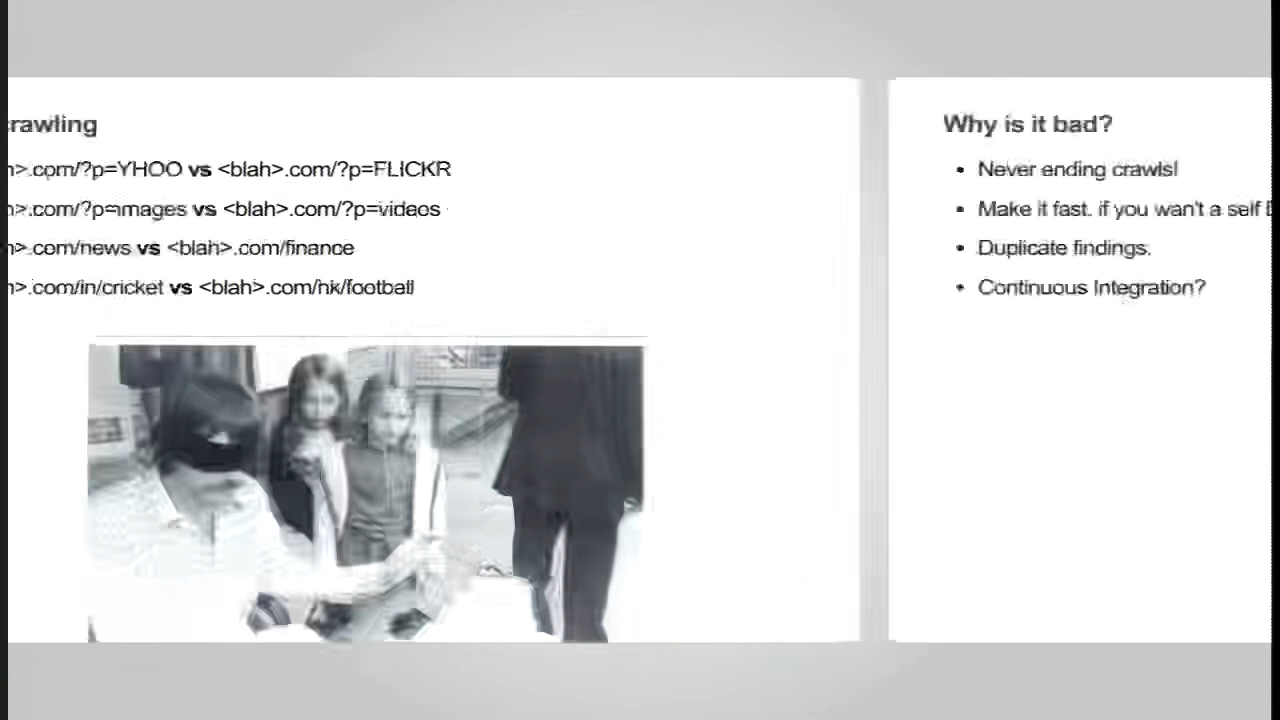 crawling
h>.com/?p=YHOO vs <blah>.com/?p=FLICKR
h>.com/?p=images vs <blah>.com/?p=videos
h>.com/news vs <blah>.com/finance
h>.com/in/cricket vs <blah>.com/hk/football
Why is it bad?
• Never ending crawls!
• Make it fast. if you wan't a self
• Duplicate findings.
• Continuous Integration?